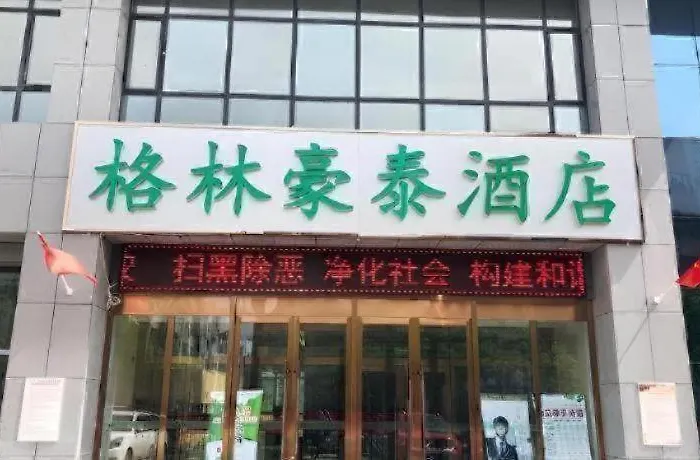 格林豪泰酒店
扫黑除恶 净化社会 构建和